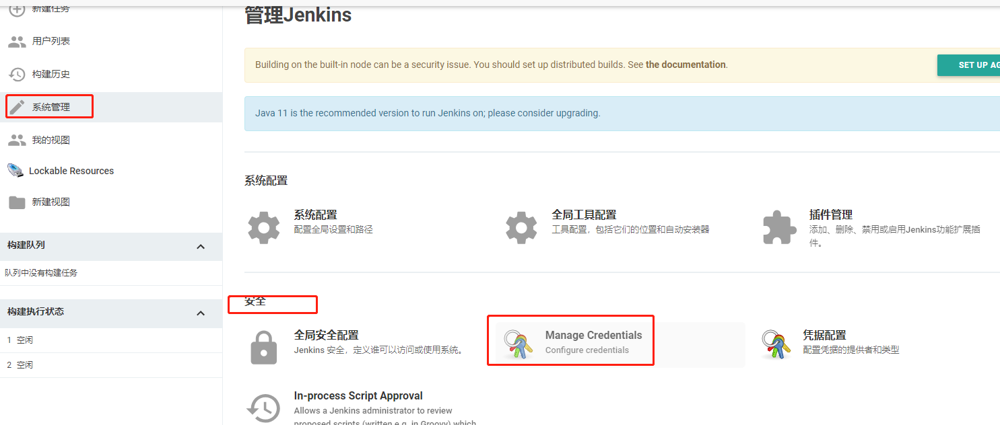 新建任务
用户列表
构建历史
系统管理
我的视图
Lockable Resources
新建视图
构建队列
队列中没有构建任务
构建执行状态
1 空闲
2 空闲
管理Jenkins
Building on the built-in node can be a security issue. You should set up distributed builds. See the documentation.
SET UP AG
Java 11 is the recommended version to run Jenkins on; please consider upgrading.
系统配置
系统配置
配置全局设置和路径
全局工具配置
工具配置，包括它们的位置和自动安装器
插件管理
添加、删除、禁用或启用Jenkins功能扩展插
件。
安全
全局安全配置
Jenkins 安全，定义谁可以访问或使用系统。
Manage Credentials
Configure credentials
凭据配置
配置凭据的提供者和类型
In-process Script Approval
Allows a Jenkins administrator to review
proposed scripts (written e.g. in Groovy) which